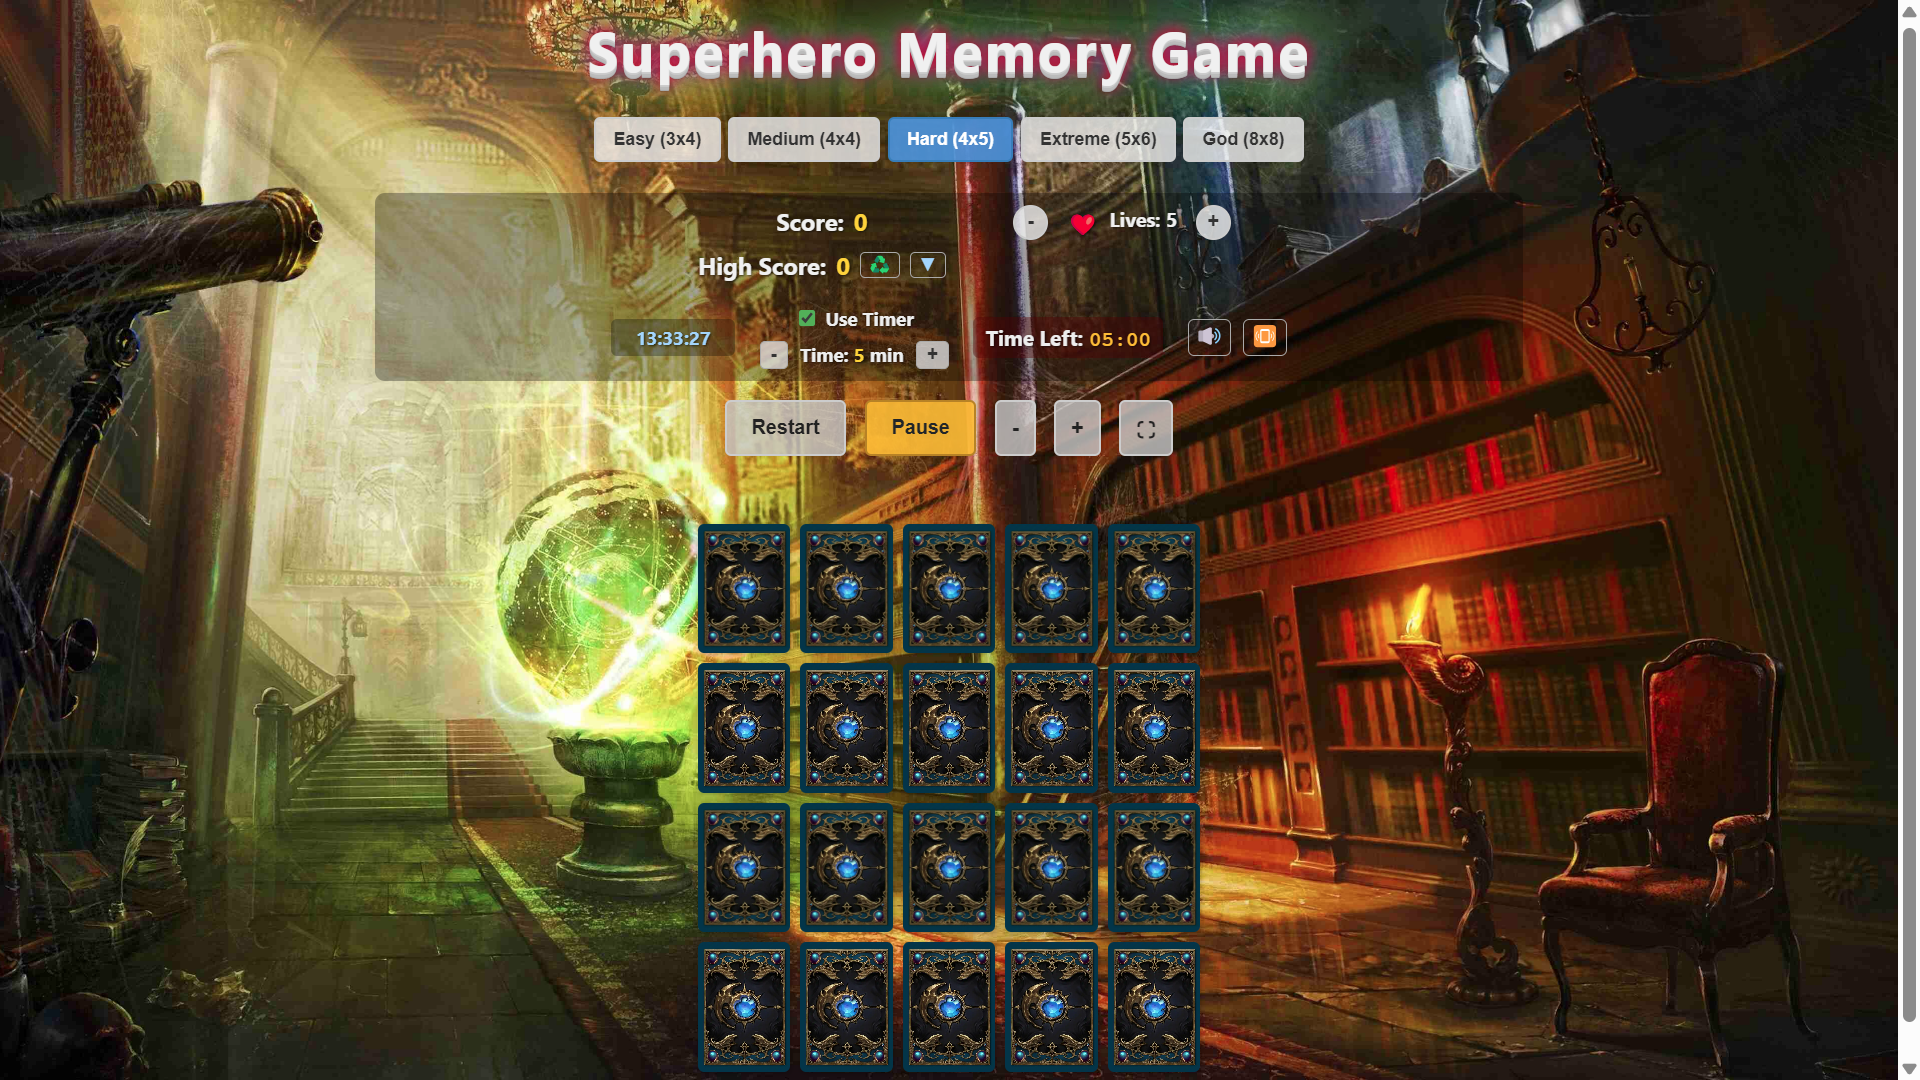 Superhero Memory Game
Easy (3x4) Medium (4x4) Hard (4x5) Extreme (5x6) God (8x8)
Score: 0 - Lives: 5 +
High Score: 0 ▼
13:33:27 Use Timer
- Time: 5 min + Time Left: 05:00
Restart Pause - +